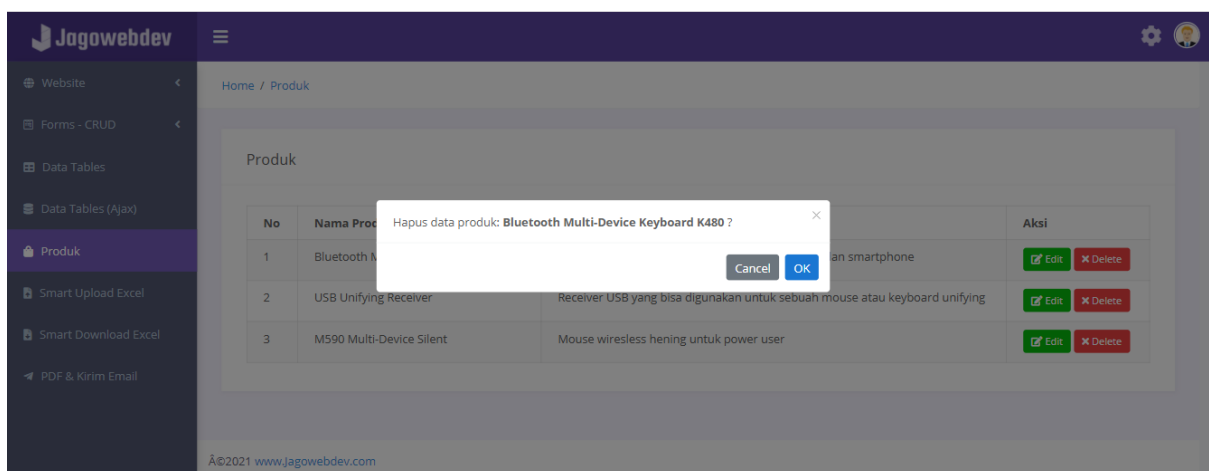 Jagowebdev
Website
Home / Produk
Forms - CRUD
Produk
Data Tables
Data Tables (Ajax)
Hapus data produk: Bluetooth Multi-Device Keyboard K480 ?
×
Cancel OK
No Nama Aksi
Produk
1 Bluetooth smartphone Edit Delete
Smart Upload Excel
2 USB Unifying Receiver Receiver USB yang bisa digunakan untuk sebuah mouse atau keyboard unifying Edit Delete
Smart Download Excel
3 M590 Multi-Device Silent Mouse wiresless hening untuk power user Edit Delete
PDF & Kirim Email
Â©2021 www.Jagowebdev.com